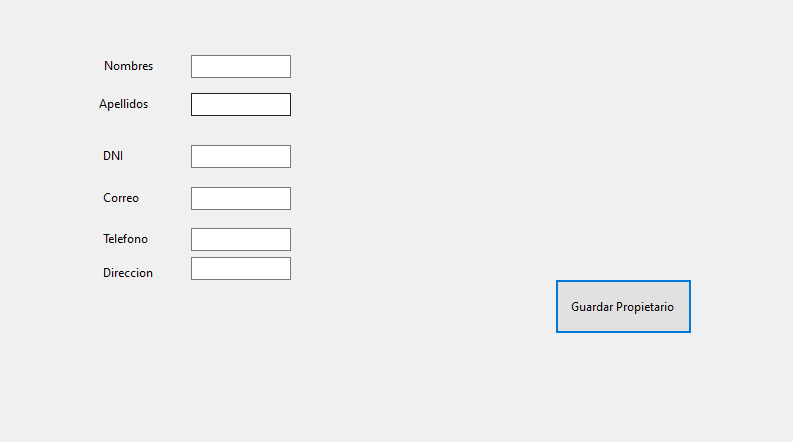 Nombres
Apellidos
DNI
Correo
Telefono
Direccion
Guardar Propietario